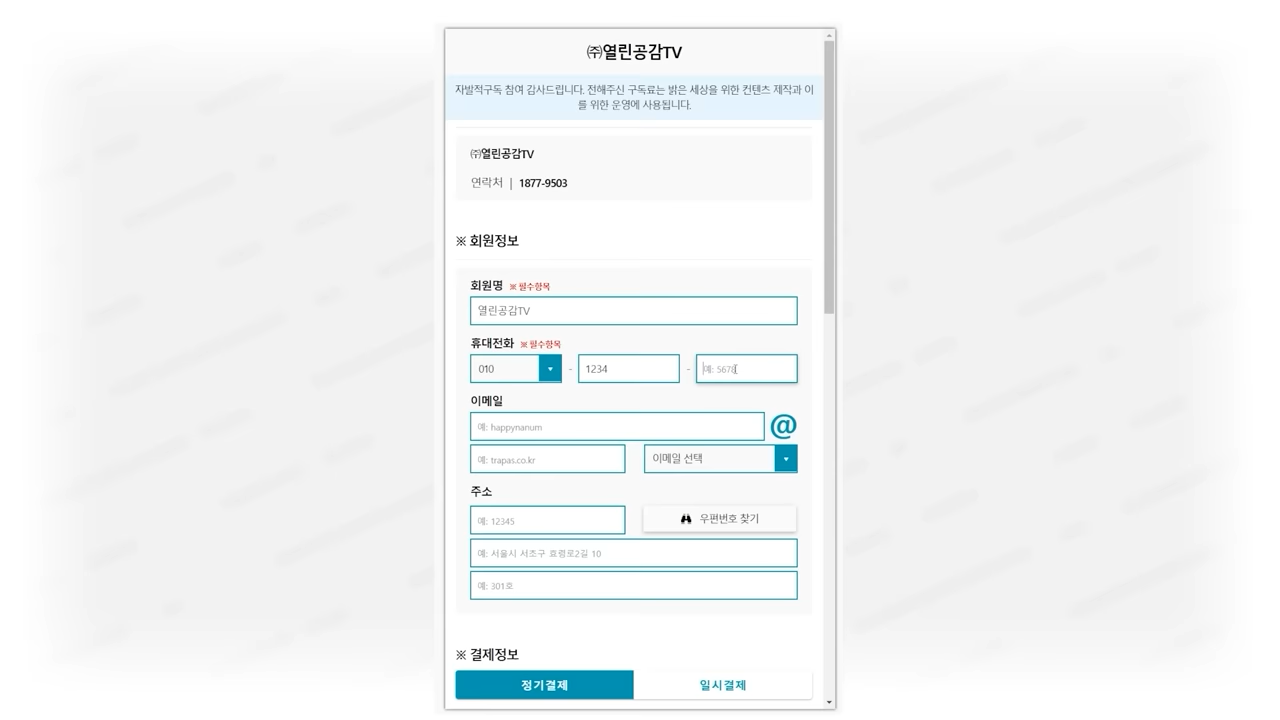 ㈜열린공감TV
자발적구독 참여 감사드립니다. 전해주신 구독료는 밝은 세상을 위한 컨텐츠 제작과 이
를 위한 운영에 사용됩니다.
㈜열린공감TV
연락처 | 1877-9503
※ 회원정보
회원명 ※ 필수항목
열린공감TV
휴대전화 ※ 필수항목
010 - 1234 - 예: 5678
이메일
예: happynanum @
예: trapas.co.kr 이메일 선택
주소
예: 12345 우편번호 찾기
예: 서울시 서초구 효령로2길 10
예: 301호
※ 결제정보
정기결제 일시결제